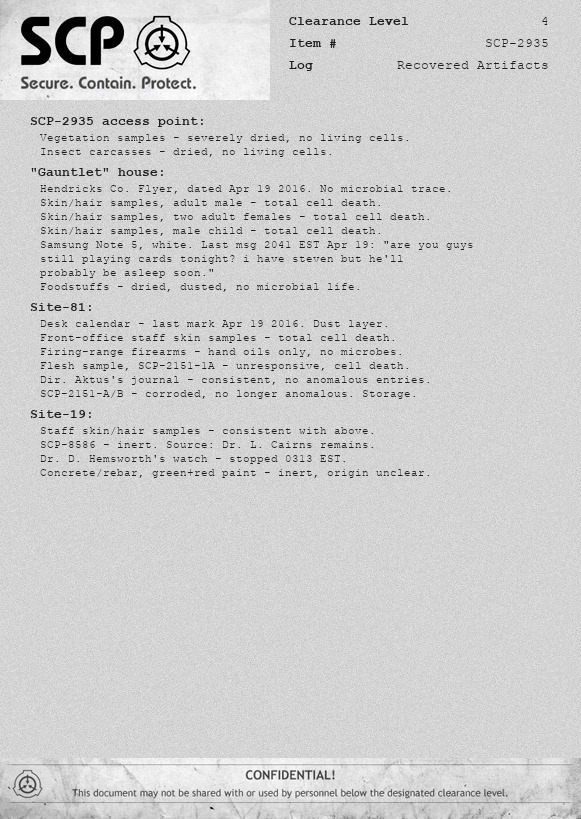 SCP
Secure. Contain. Protect.
Clearance Level 4
Item # SCP-2935
Log Recovered Artifacts
SCP-2935 access point:
Vegetation samples - severely dried, no living cells.
Insect carcasses - dried, no living cells.
"Gauntlet" house:
Hendricks Co. Flyer, dated Apr 19 2016. No microbial trace.
Skin/hair samples, adult male - total cell death.
Skin/hair samples, two adult females - total cell death.
Skin/hair samples, male child - total cell death.
Samsung Note 5, white. Last msg 2041 EST Apr 19: "are you guys
still playing cards tonight? i have steven but he'll
probably be asleep soon."
Foodstuffs - dried, dusted, no microbial life.
Site-81:
Desk calendar - last mark Apr 19 2016. Dust layer.
Front-office staff skin samples - total cell death.
Firing-range firearms - hand oils only, no microbes.
Flesh sample, SCP-2151-1A - unresponsive, cell death.
Dir. Aktus's journal - consistent, no anomalous entries.
SCP-2151-A/B - corroded, no longer anomalous. Storage.
Site-19:
Staff skin/hair samples - consistent with above.
SCP-8586 - inert. Source: Dr. L. Cairns remains.
Dr. D. Hemsworth's watch - stopped 0313 EST.
Concrete/rebar, green+red paint - inert, origin unclear.
CONFIDENTIAL!
This document may not be shared with or used by personnel below the designated clearance level.